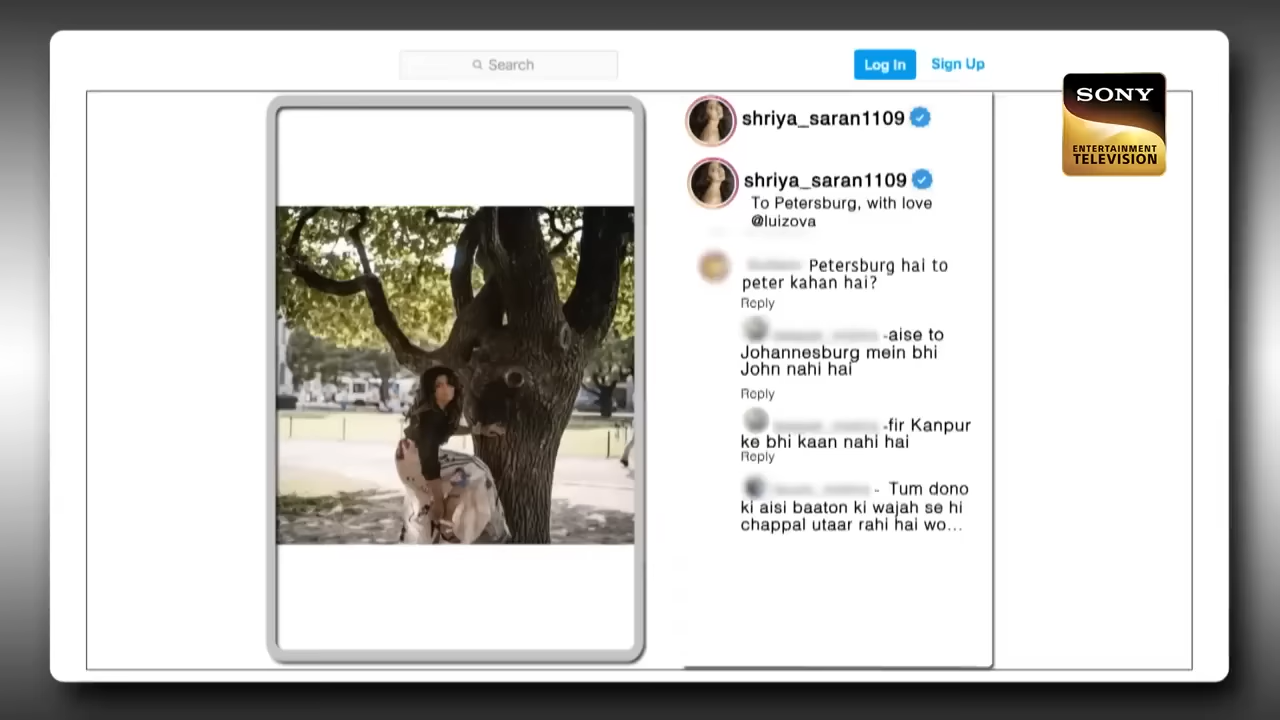 Search
Log In
Sign Up
SONY
ENTERTAINMENT
TELEVISION
shriya_saran1109
shriya_saran1109
To Petersburg, with love
@luizova
Petersburg hai to
peter kahan hai?
Reply
-aise to
Johannesburg mein bhi
John nahi hai
Reply
-fir Kanpur
ke bhi kaan nahi hai
Reply
- Tum dono
ki aisi baaton ki wajah se hi
chappal utaar rahi hai wo...